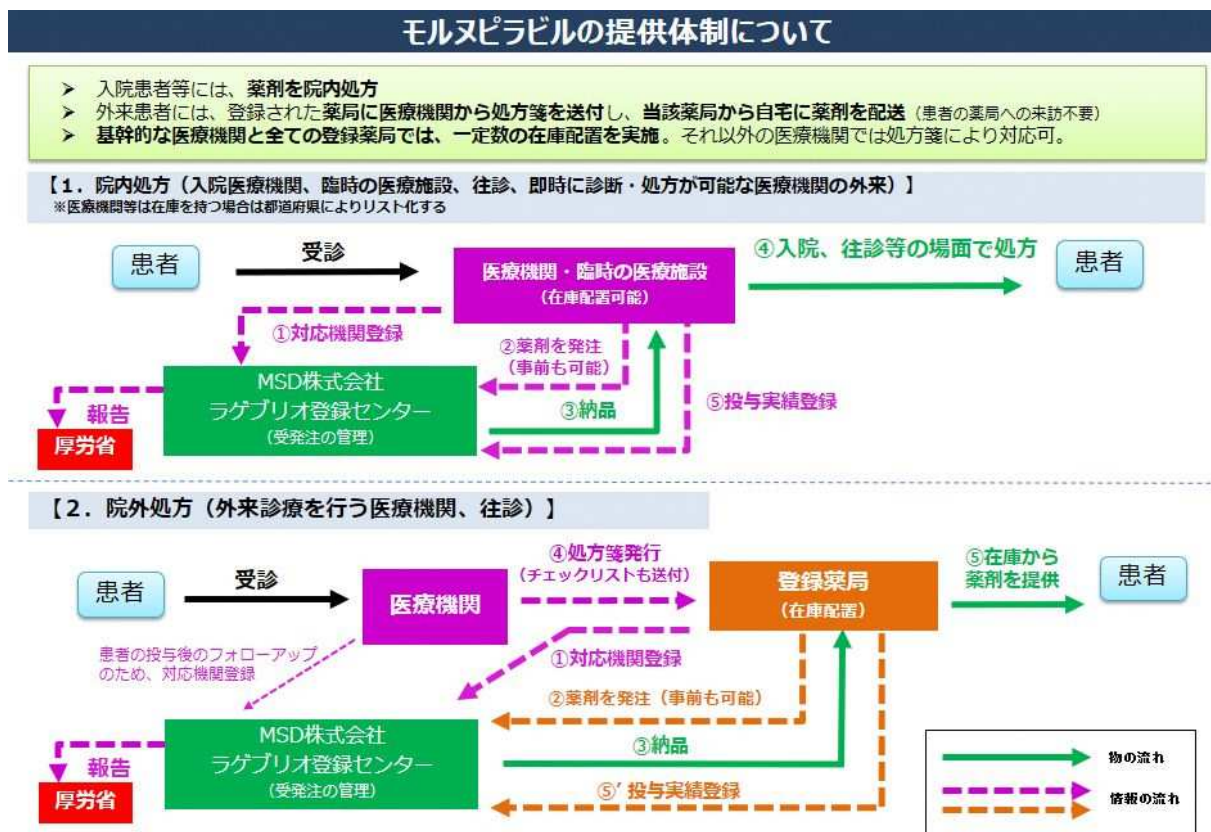 モルヌピラビルの提供体制について
➢ 入院患者等には、薬剤を院内処方
➢ 外来患者には、登録された薬局に医療機関から処方箋を送付し、当該薬局から自宅に薬剤を配送（患者の薬局への来訪不要）
➢ 基幹的な医療機関と全ての登録薬局では、一定数の在庫配置を実施。それ以外の医療機関では処方箋により対応可。
【１．院内処方（入院医療機関、臨時の医療施設、往診、即時に診断・処方が可能な医療機関の外来）】
※医療機関等は在庫を持つ場合は都道府県によりリスト化する
患者
受診
医療機関・臨時の医療施設
（在庫配置可能）
④入院、往診等の場面で処方
患者
①対応機関登録
②薬剤を発注
（事前も可能）
MSD株式会社
ラゲブリオ登録センター
（受発注の管理）
③納品
⑤投与実績登録
報告
厚労省
【２．院外処方（外来診療を行う医療機関、往診）】
患者
受診
医療機関
④処方箋発行
（チェックリストも送付）
登録薬局
（在庫配置）
⑤在庫から
薬剤を提供
患者
患者の投与後のフォローアップ
のため、対応機関登録
①対応機関登録
②薬剤を発注（事前も可能）
MSD株式会社
ラゲブリオ登録センター
（受発注の管理）
③納品
⑤’投与実績登録
報告
厚労省
物の流れ
情報の流れ